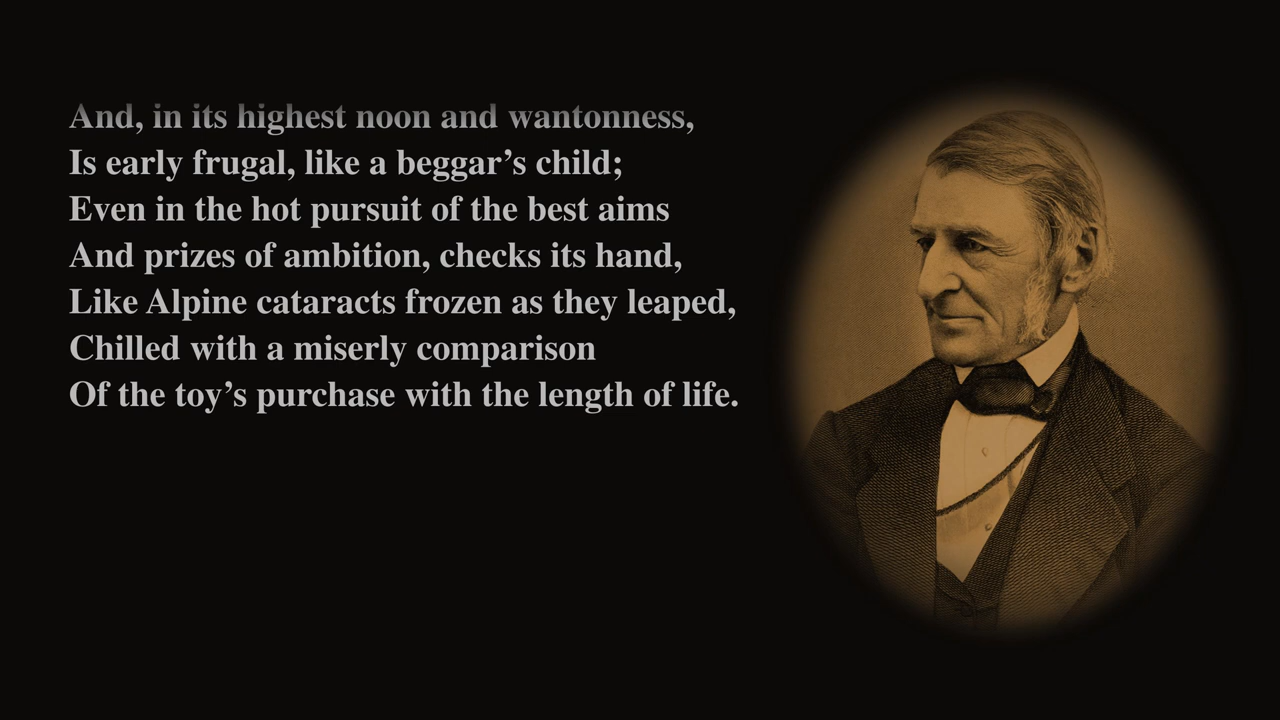 And, in its highest noon and wantonness,
Is early frugal, like a beggar’s child;
Even in the hot pursuit of the best aims
And prizes of ambition, checks its hand,
Like Alpine cataracts frozen as they leaped,
Chilled with a miserly comparison
Of the toy’s purchase with the length of life.